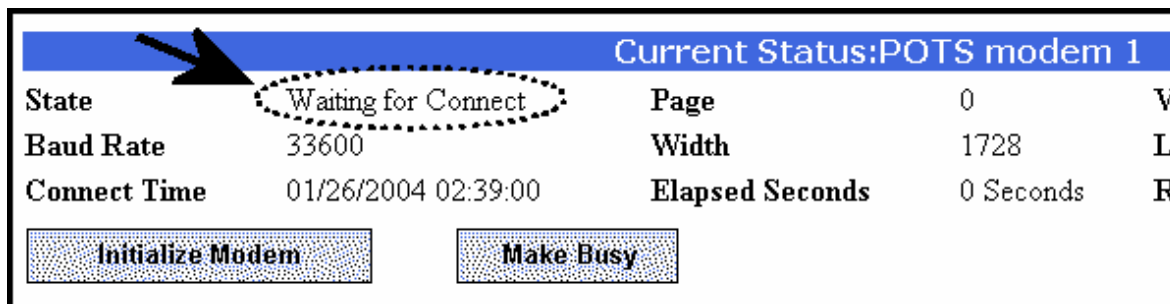 Current Status:POTS modem 1
State Waiting for Connect Page 0 V
Baud Rate 33600 Width 1728 L
Connect Time 01/26/2004 02:39:00 Elapsed Seconds 0 Seconds R
Initialize Modem Make Busy